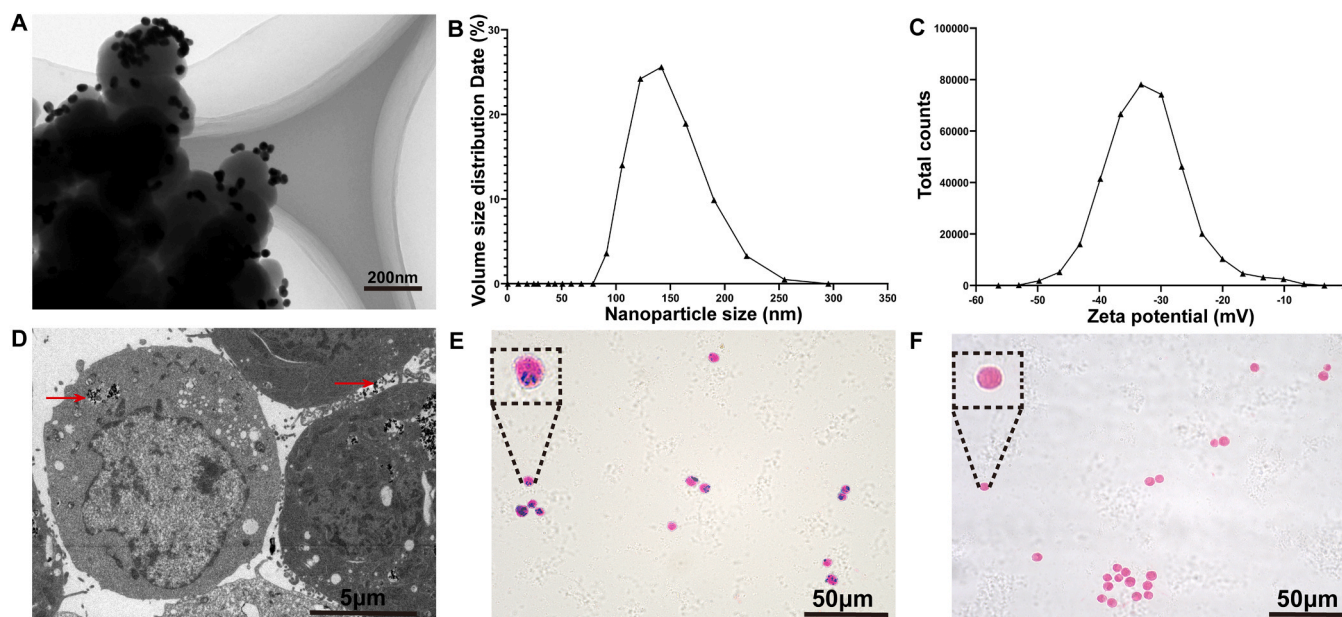 A
200nm
B
Volume size distribution Date (%)
30
20
10
0
0 50 100 150 200 250 300 350
Nanoparticle size (nm)
C
Total counts
100000
80000
60000
40000
20000
0
-60 -50 -40 -30 -20 -10 0
Zeta potential (mV)
D
5μm
E
50μm
F
50μm